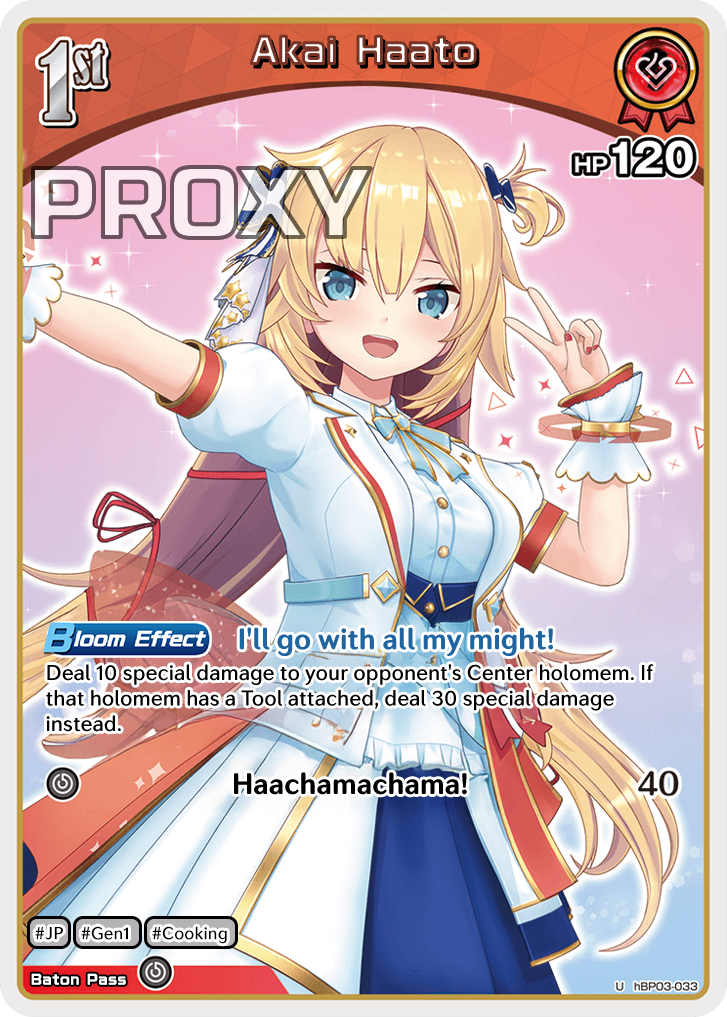 1st
Akai Haato
HP120
PROXY
Bloom Effect I'll go with all my might!
Deal 10 special damage to your opponent's Center holomem. If
that holomem has a Tool attached, deal 30 special damage
instead.
Haachamachama! 40
#JP #Gen1 #Cooking
Baton Pass
U hBP03-033